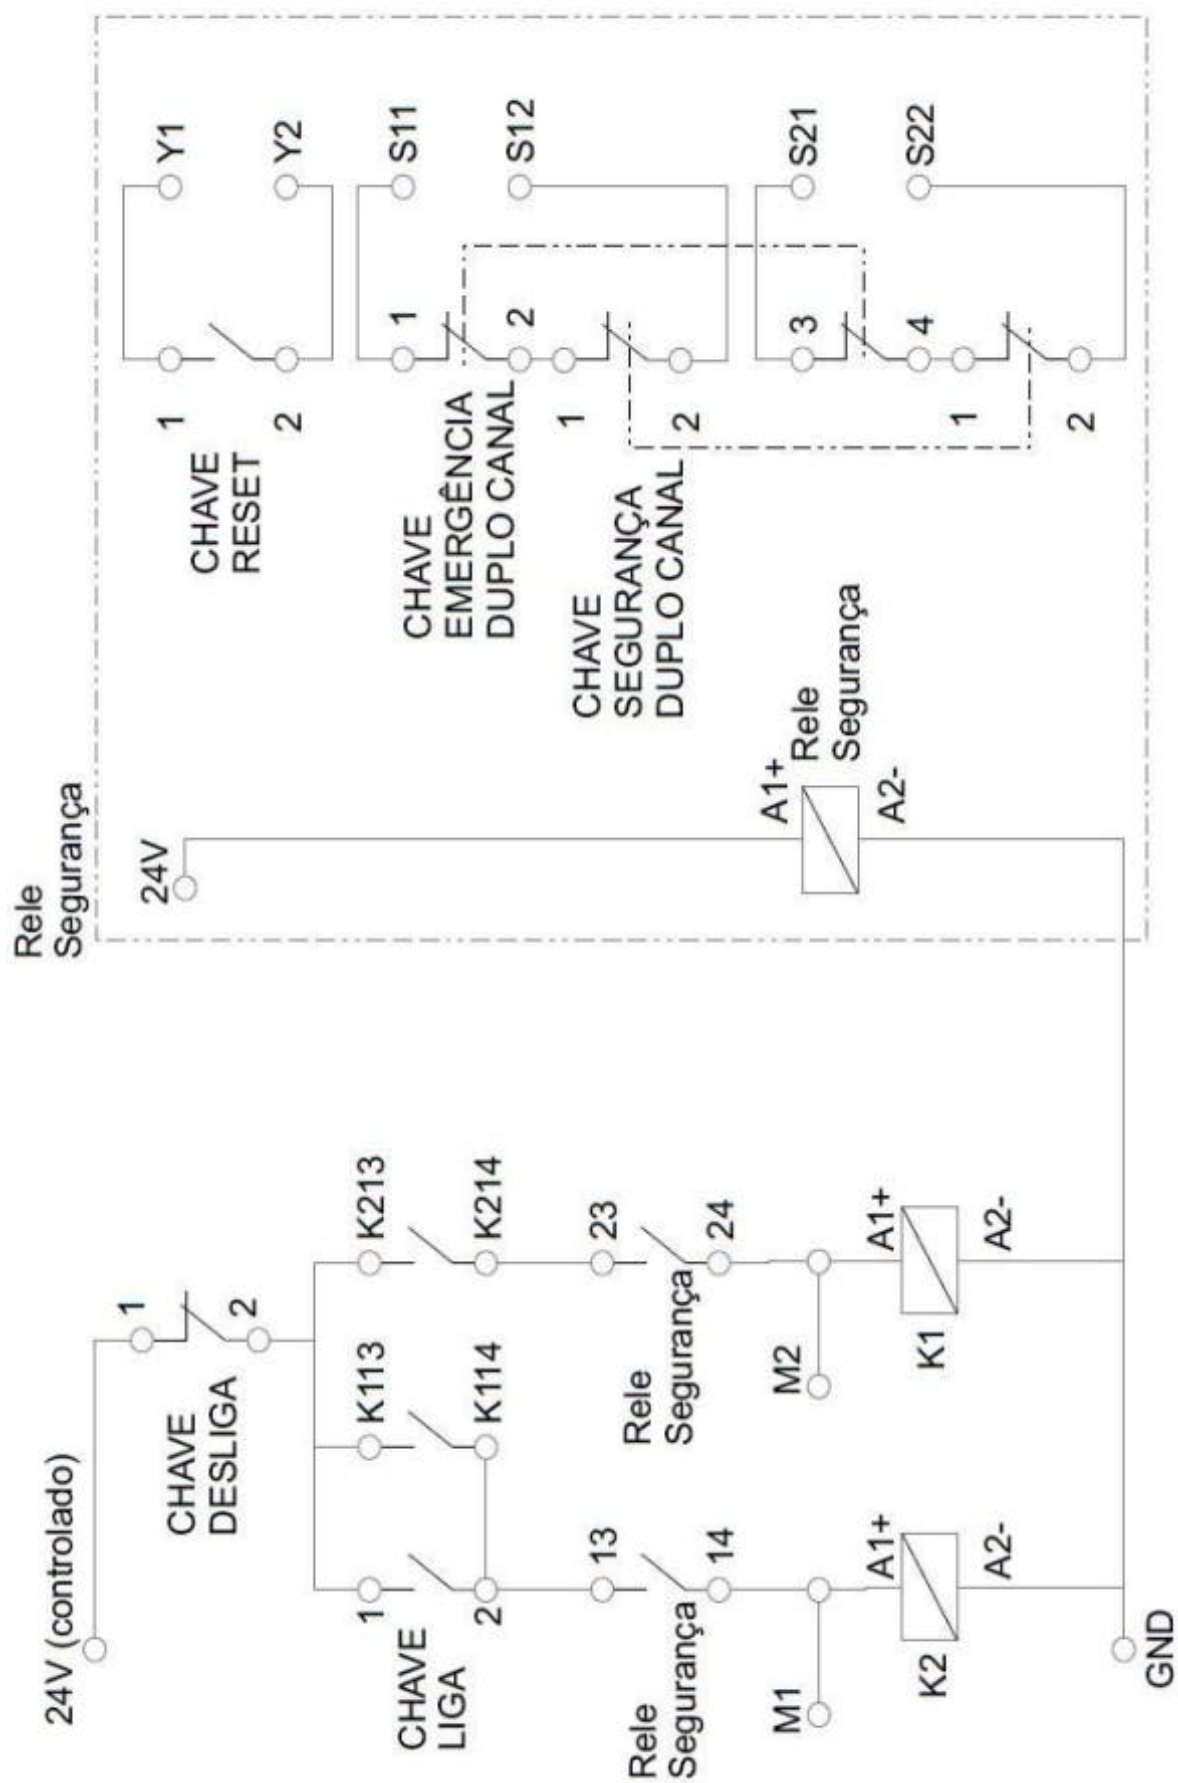 24V (controlado)
CHAVE
DESLIGA
1
2
CHAVE
LIGA
1
2
K113
K114
K213
K214
Rele
Segurança
13
14
Rele
Segurança
23
24
M1
M2
A1+
K2
A2-
A1+
K1
A2-
GND
Rele
Segurança
24V
A1+
Rele
Segurança
A2-
CHAVE
RESET
1
2
Y1
Y2
CHAVE
EMERGÊNCIA
DUPLO CANAL
1
2
S11
S12
CHAVE
SEGURANÇA
DUPLO CANAL
1
2
3
4
S21
S22
1
2